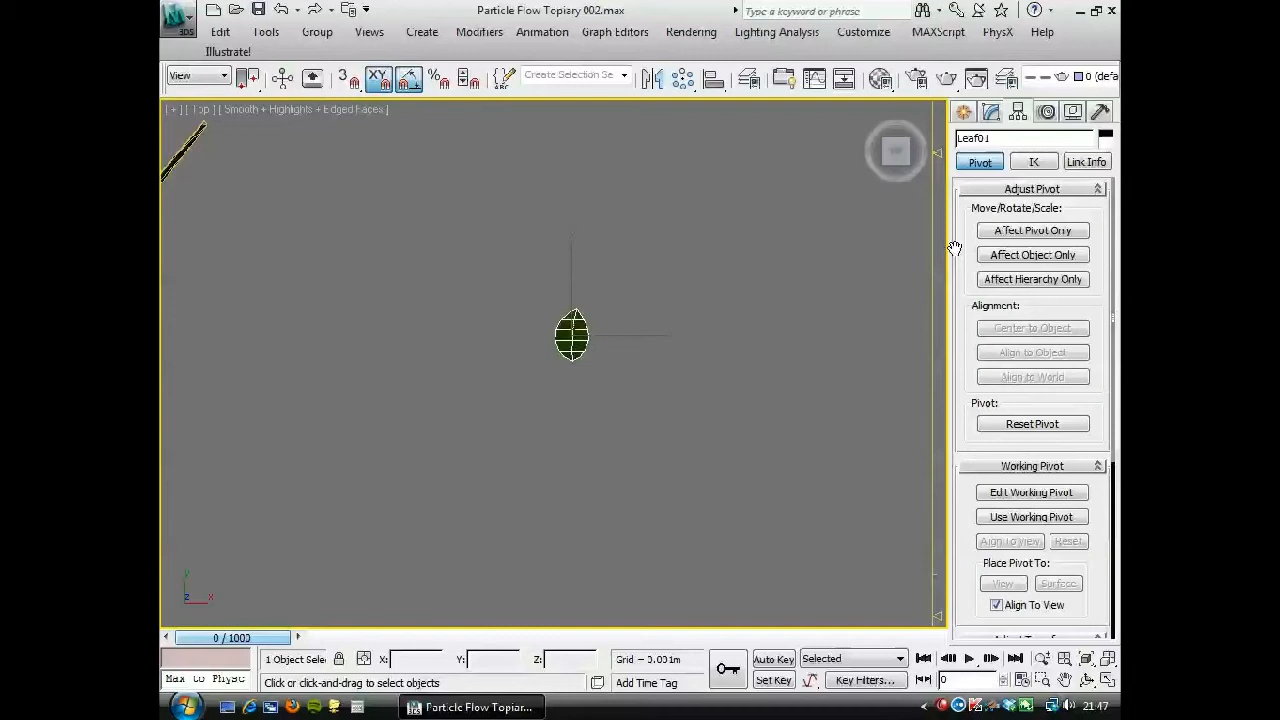 Particle Flow Topiary 002.max
Type a keyword or phrase
Edit Tools Group Views Create Modifiers Animation Graph Editors Rendering Lighting Analysis Customize MAXScript PhysX Help
Illustrate!
View
3
XY
Create Selection Se
0 (defa
[ + ] [ Top ] [ Smooth + Highlights + Edged Faces ]
Leaf01
Pivot IK Link Info
Adjust Pivot
Move/Rotate/Scale:
Affect Pivot Only
Affect Object Only
Affect Hierarchy Only
Alignment:
Center to Object
Align to Object
Align to World
Pivot:
Reset Pivot
Working Pivot
Edit Working Pivot
Use Working Pivot
Align To View Reset
Place Pivot To:
View Surface
Align To View
y
z x
0 / 1000
1 Object Selec
X: Y: Z:
Grid = 0.001m
Auto Key
Selected
Max to Physc
Click or click-and-drag to select objects
Add Time Tag
Set Key
Key Filters...
0
Particle Flow Topiar...
21:47